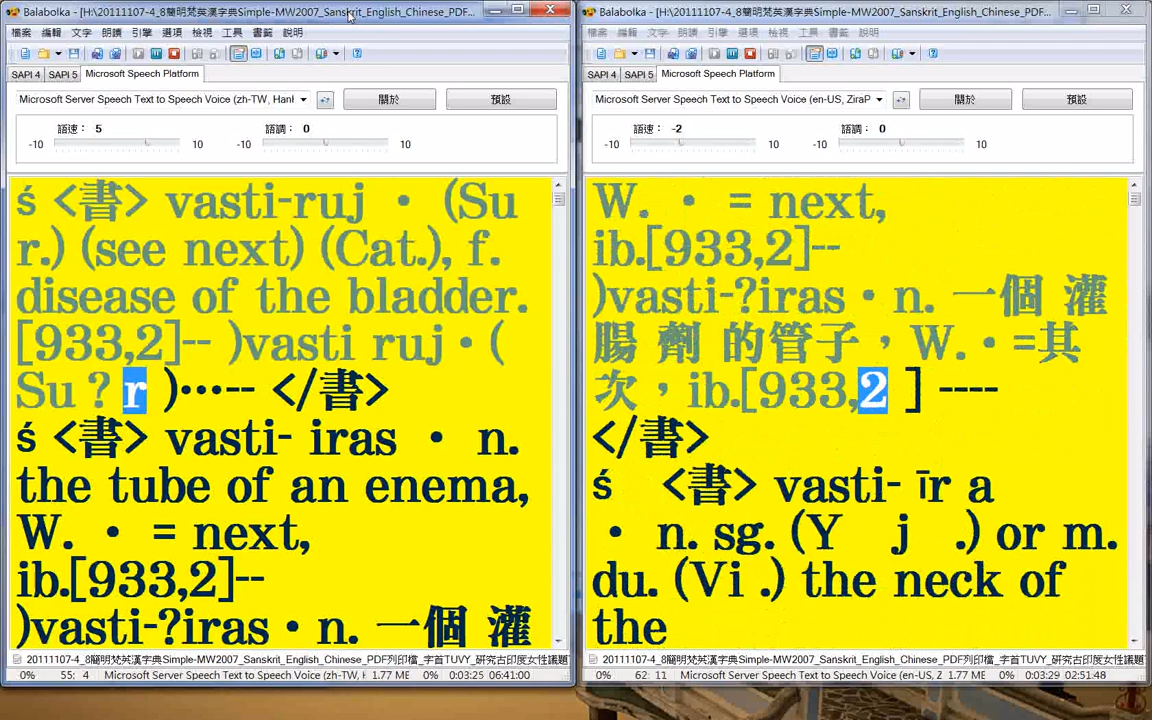 Balabolka - [H:\20111107-4_8簡明梵英漢字典Simple-MW2007_Sanskrit_English_Chinese_PDF...
檔案 編輯 文字 朗讀 引擎 選項 檢視 工具 書籤 說明
SAPI 4 SAPI 5 Microsoft Speech Platform
Microsoft Server Speech Text to Speech Voice (zh-TW, Hanl 關於 預設
語速： 5 語調： 0
-10 10 -10 10
ś <書> vasti-ruj • (Su
r.) (see next) (Cat.), f.
disease of the bladder.
[933,2]-- )vasti ruj•(
Su？r )…-- </書>
ś <書> vasti- iras • n.
the tube of an enema,
W. • = next,
ib.[933,2]--
)vasti-?iras•n. 一個 灌
20111107-4_8簡明梵英漢字典Simple-MW2007_Sanskrit_English_Chinese_PDF列印檔_字首TUVY_研究古印度女性議題
0% 55: 4 Microsoft Server Speech Text to Speech Voice (zh-TW, H 1.77 ME 0% 0:03:25 06:41:00
Balabolka - [H:\20111107-4_8簡明梵英漢字典Simple-MW2007_Sanskrit_English_Chinese_PDF...
檔案 編輯 文字 朗讀 引擎 選項 檢視 工具 書籤 說明
SAPI 4 SAPI 5 Microsoft Speech Platform
Microsoft Server Speech Text to Speech Voice (en-US, ZiraP 關於 預設
語速： -2 語調： 0
-10 10 -10 10
W. • = next,
ib.[933,2]--
)vasti-?iras•n. 一個 灌
腸 劑 的管子，W.•=其
次，ib.[933,2 ] ----
</書>
ś <書> vasti- īr a
• n. sg. (Y j .) or m.
du. (Vi .) the neck of
the
20111107-4_8簡明梵英漢字典Simple-MW2007_Sanskrit_English_Chinese_PDF列印檔_字首TUVY_研究古印度女性議題
0% 62: 11 Microsoft Server Speech Text to Speech Voice (en-US, Z 1.77 ME 0% 0:03:29 02:51:48